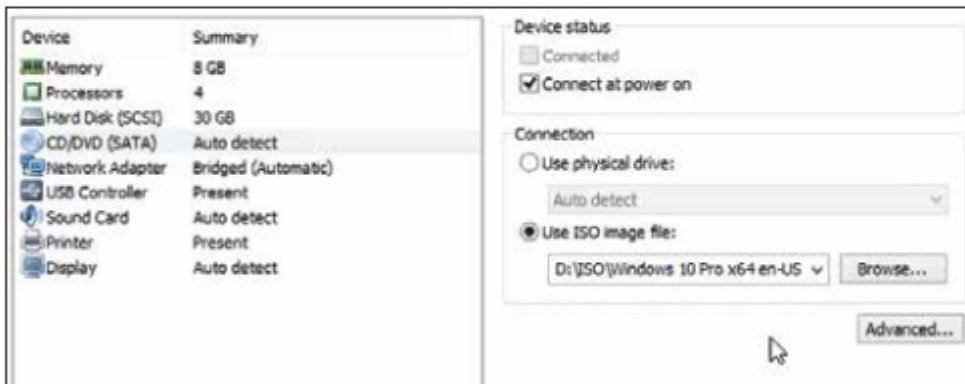 Device Summary
Memory 8 GB
Processors 4
Hard Disk (SCSI) 30 GB
CD/DVD (SATA) Auto detect
Network Adapter Bridged (Automatic)
USB Controller Present
Sound Card Auto detect
Printer Present
Display Auto detect
Device status
Connected
Connect at power on
Connection
Use physical drive:
Auto detect
Use ISO image file:
D:\ISO\Windows 10 Pro x64 en-US Browse...
Advanced...